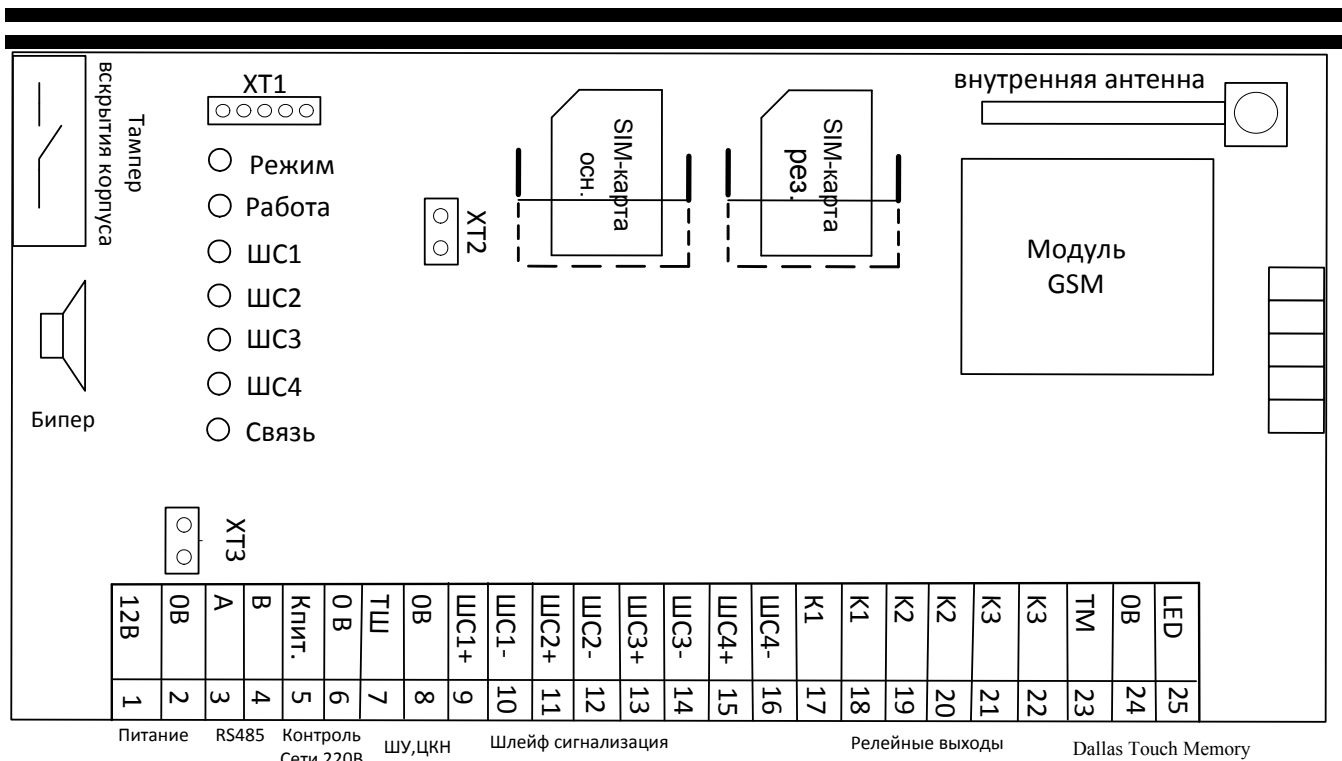 Тампер
вскрытия корпуса
XT1
Режим
Работа
ШС1
ШС2
ШС3
ШС4
Связь
Бипер
XT2
SIM-карта
осн.
SIM-карта
рез.
внутренняя антенна
Модуль
GSM
XT3
12В 0В A B Кпит. 0 В ТШ 0В ШС1+ ШС1- ШС2+ ШС2- ШС3+ ШС3- ШС4+ ШС4- К1 К1 К2 К2 К3 К3 TM 0В LED
1 2 3 4 5 6 7 8 9 10 11 12 13 14 15 16 17 18 19 20 21 22 23 24 25
Питание
RS485
Контроль
Сети 220В
ШУ,ЦКН
Шлейф сигнализация
Релейные выходы
Dallas Touch Memory